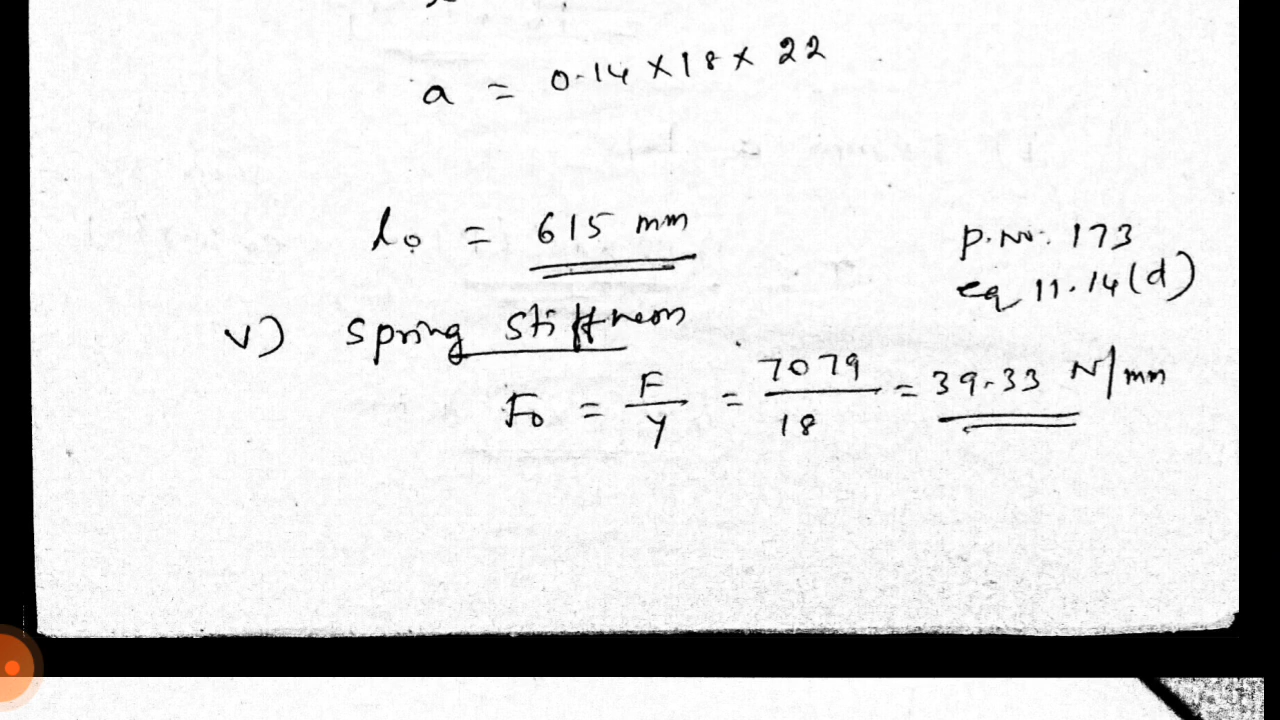 a = 0.14 × 18 × 22
l₀ = 615 mm
P. No. 173
eq 11.14(d)
v) Spring stiffness
F₀ = F/y = 7079/18 = 39.33 N/mm